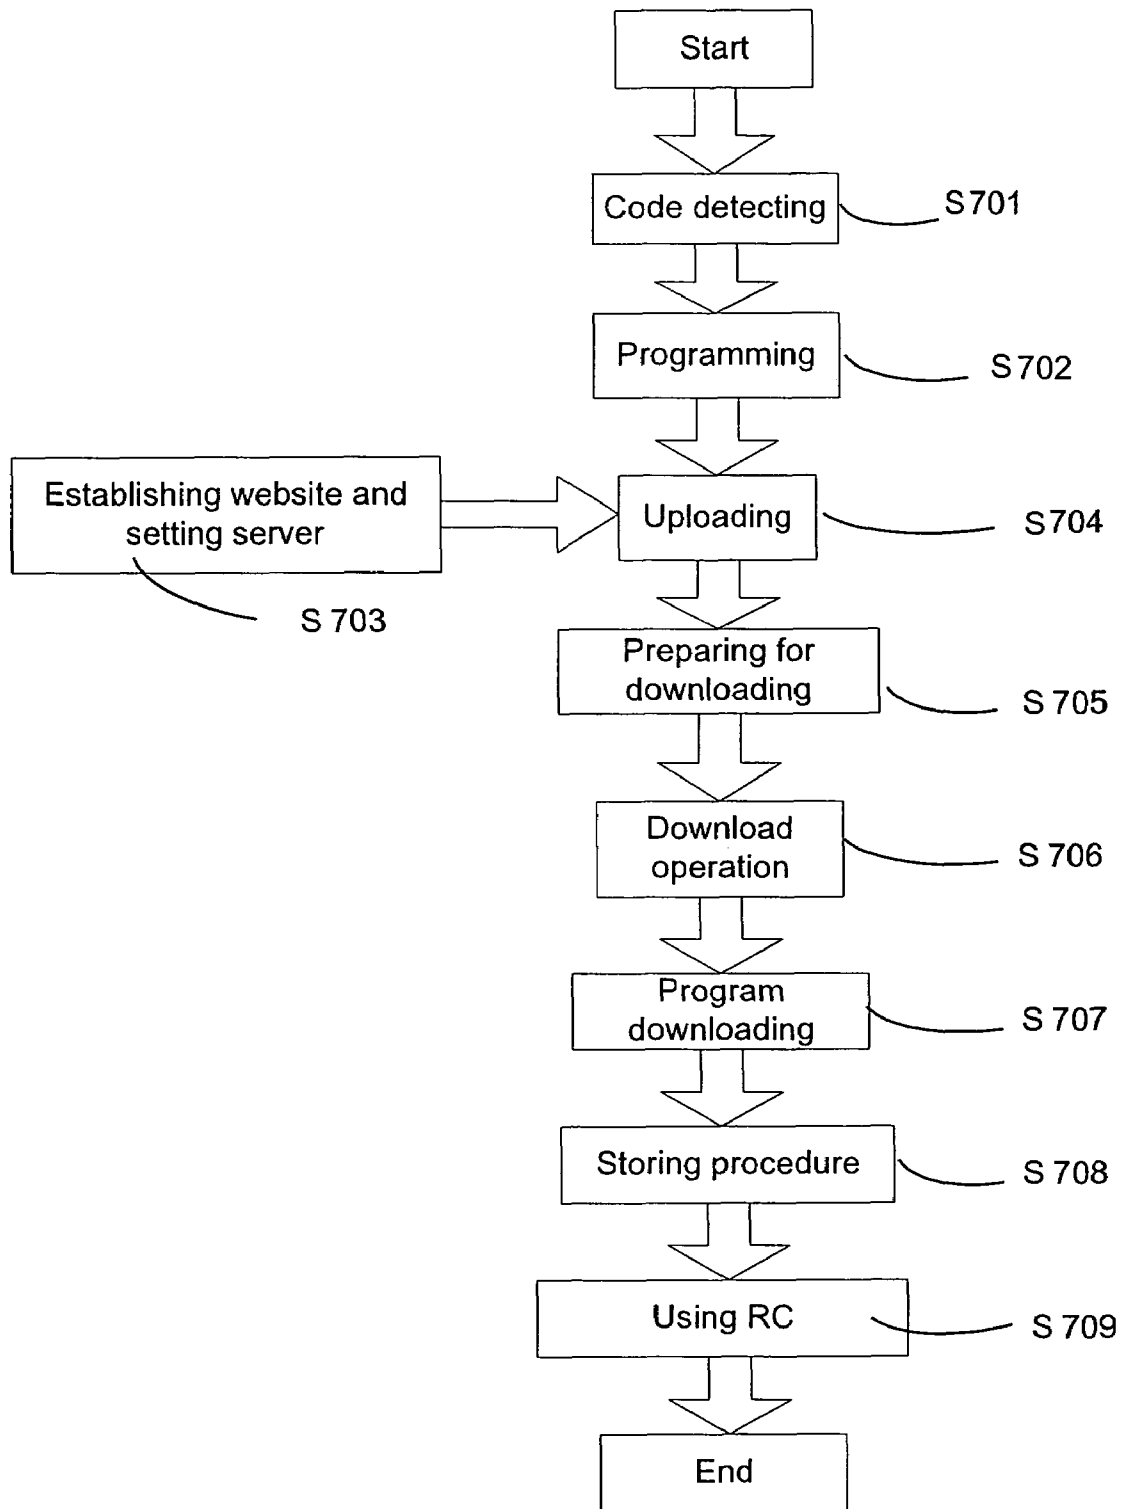 Start
Code detecting
S701
Programming
S 702
Establishing website and
setting server
S 703
Uploading
S704
Preparing for
downloading
S 705
Download
operation
S 706
Program
downloading
S 707
Storing procedure
S 708
Using RC
S 709
End